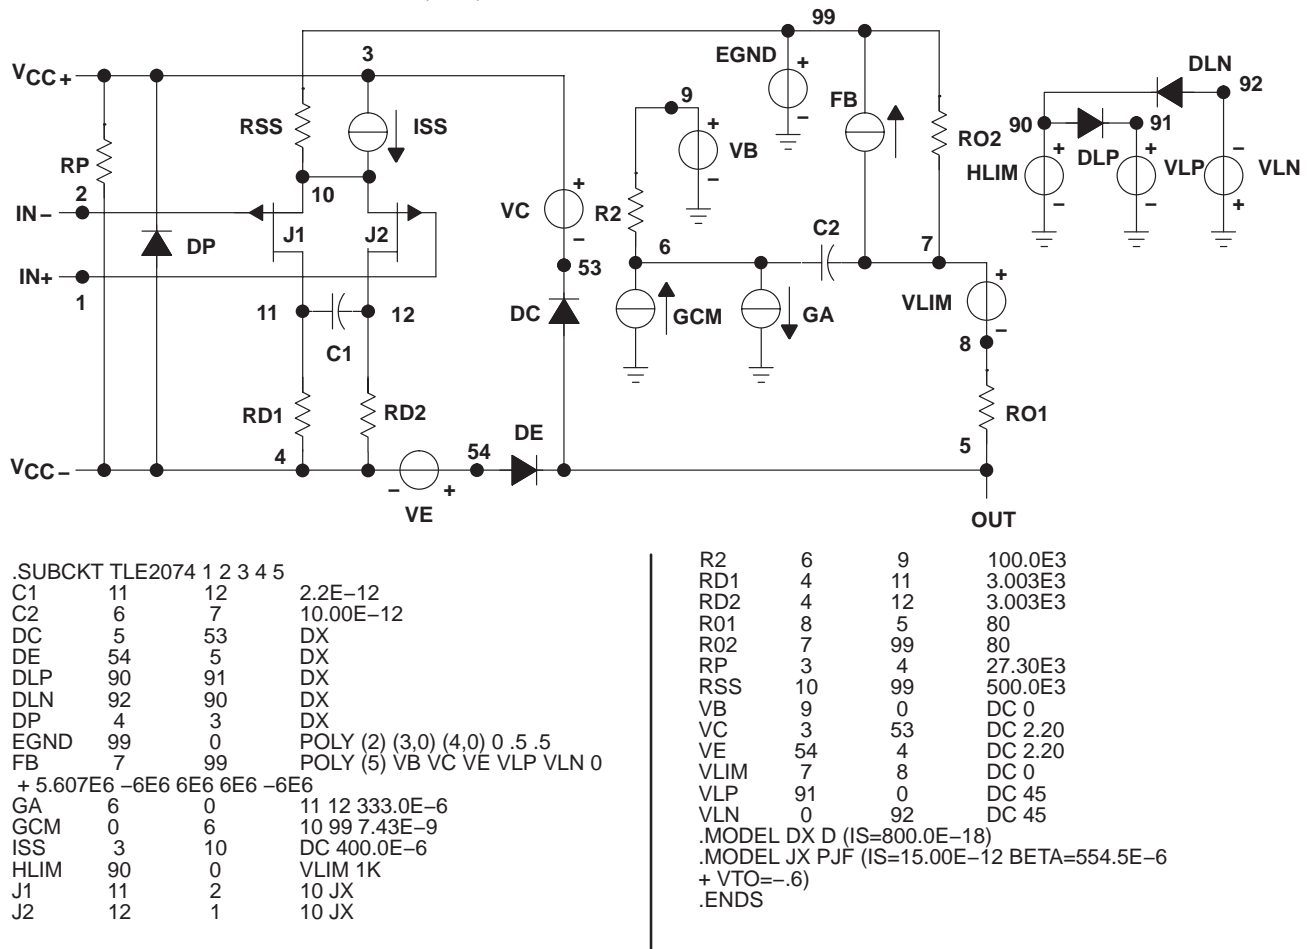 99
3
EGND
+
−
DLN
92
VCC+
9
FB
RSS
ISS
+
VB
−
RO2
90
91
RP
10
+
HLIM
−
DLP
+
VLP
−
−
VLN
+
2
IN−
+
VC
−
R2
C2
J1
J2
DP
6
7
IN+
1
53
+
VLIM
−
11
12
DC
GCM
GA
8
C1
RD1
RD2
RO1
DE
5
4
54
VCC−
−
+
VE
OUT
.SUBCKT TLE2074 1 2 3 4 5
C1 11 12 2.2E−12
C2 6 7 10.00E−12
DC 5 53 DX
DE 54 5 DX
DLP 90 91 DX
DLN 92 90 DX
DP 4 3 DX
EGND 99 0 POLY (2) (3,0) (4,0) 0 .5 .5
FB 7 99 POLY (5) VB VC VE VLP VLN 0
+ 5.607E6 −6E6 6E6 6E6 −6E6
GA 6 0 11 12 333.0E−6
GCM 0 6 10 99 7.43E−9
ISS 3 10 DC 400.0E−6
HLIM 90 0 VLIM 1K
J1 11 2 10 JX
J2 12 1 10 JX
R2 6 9 100.0E3
RD1 4 11 3.003E3
RD2 4 12 3.003E3
R01 8 5 80
R02 7 99 80
RP 3 4 27.30E3
RSS 10 99 500.0E3
VB 9 0 DC 0
VC 3 53 DC 2.20
VE 54 4 DC 2.20
VLIM 7 8 DC 0
VLP 91 0 DC 45
VLN 0 92 DC 45
.MODEL DX D (IS=800.0E−18)
.MODEL JX PJF (IS=15.00E−12 BETA=554.5E−6
+ VTO=−.6)
.ENDS